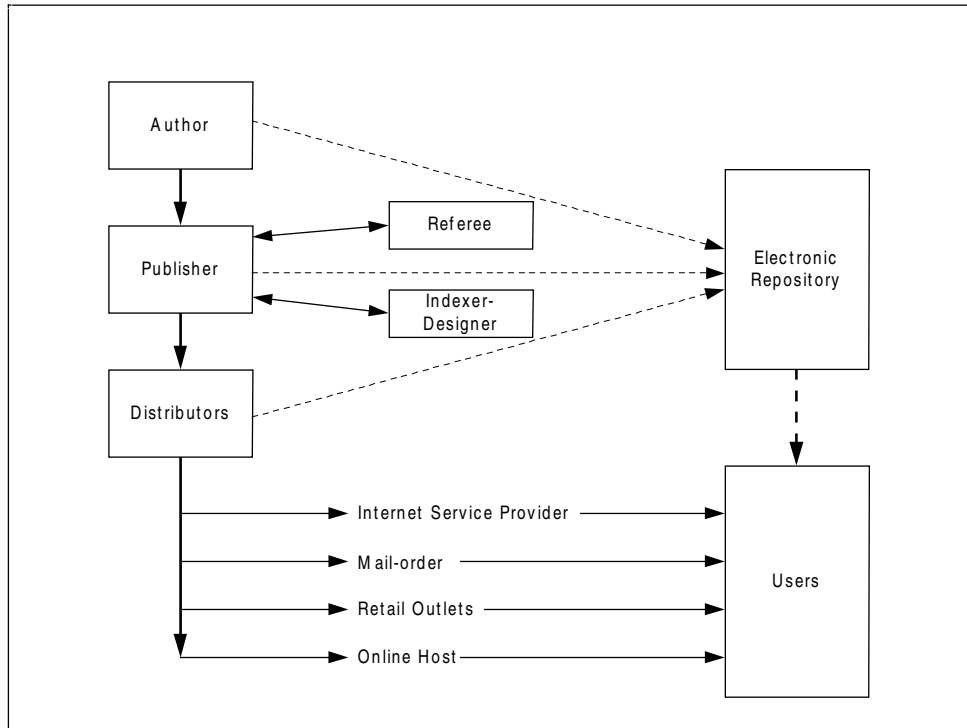 Author
Referee
Publisher
Electronic
Repository
Indexer-
Designer
Distributors
Internet Service Provider
Mail-order
Users
Retail Outlets
Online Host